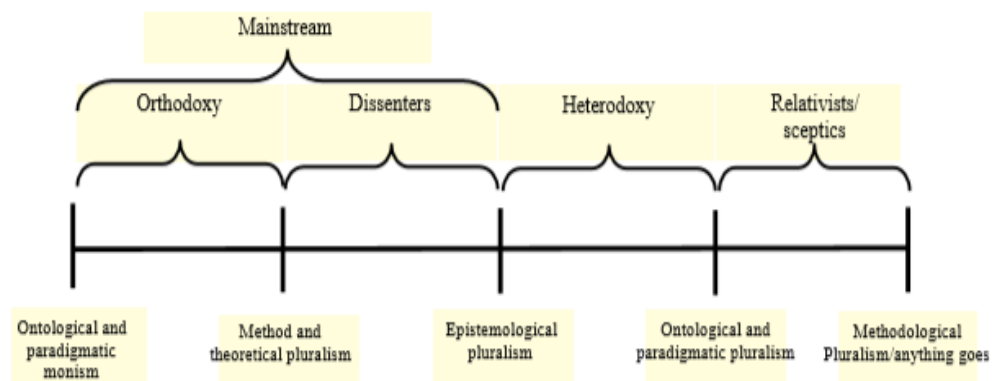 Mainstream
Orthodoxy
Dissenters
Heterodoxy
Relativists/
sceptics
Ontological and
paradigmatic
monism
Method and
theoretical pluralism
Epistemological
pluralism
Ontological and
paradigmatic pluralism
Methodological
Pluralism/anything goes